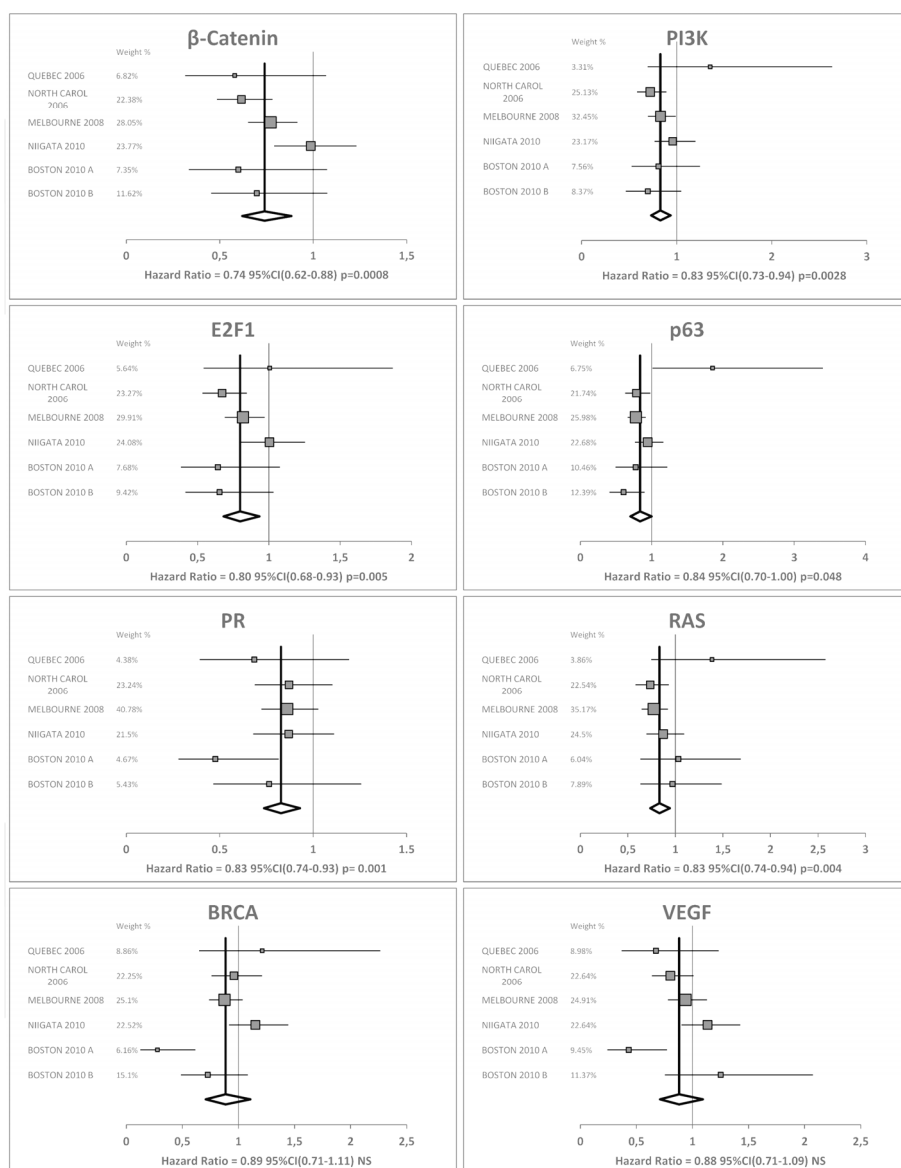 β-Catenin
Weight %
QUEBEC 2006 6.82%
NORTH CAROL 22.38%
2006
MELBOURNE 2008 28.05%
NIIGATA 2010 23.77%
BOSTON 2010 A 7.35%
BOSTON 2010 B 11.62%
0 0,5 1 1,5
Hazard Ratio = 0.74 95%CI(0.62-0.88) p=0.0008
PI3K
Weight %
QUEBEC 2006 3.31%
NORTH CAROL 25.13%
2006
MELBOURNE 2008 32.45%
NIIGATA 2010 23.17%
BOSTON 2010 A 7.56%
BOSTON 2010 B 8.37%
0 1 2 3
Hazard Ratio = 0.83 95%CI(0.73-0.94) p=0.0028
E2F1
Weight %
QUEBEC 2006 5.64%
NORTH CAROL 23.27%
2006
MELBOURNE 2008 29.91%
NIIGATA 2010 24.08%
BOSTON 2010 A 7.68%
BOSTON 2010 B 9.42%
0 0,5 1 1,5 2
Hazard Ratio = 0.80 95%CI(0.68-0.93) p=0.005
p63
Weight %
QUEBEC 2006 6.75%
NORTH CAROL 21.74%
2006
MELBOURNE 2008 25.98%
NIIGATA 2010 22.68%
BOSTON 2010 A 10.46%
BOSTON 2010 B 12.39%
0 1 2 3 4
Hazard Ratio = 0.84 95%CI(0.70-1.00) p=0.048
PR
Weight %
QUEBEC 2006 4.38%
NORTH CAROL 23.24%
2006
MELBOURNE 2008 40.78%
NIIGATA 2010 21.5%
BOSTON 2010 A 4.67%
BOSTON 2010 B 5.43%
0 0.5 1 1.5
Hazard Ratio = 0.83 95%CI(0.74-0.93) p= 0.001
RAS
Weight %
QUEBEC 2006 3.86%
NORTH CAROL 22.54%
2006
MELBOURNE 2008 35.17%
NIIGATA 2010 24.5%
BOSTON 2010 A 6.04%
BOSTON 2010 B 7.89%
0 0,5 1 1,5 2 2,5 3
Hazard Ratio = 0.83 95%CI(0.74-0.94) p=0.004
BRCA
Weight %
QUEBEC 2006 8.86%
NORTH CAROL 22.25%
2006
MELBOURNE 2008 25.1%
NIIGATA 2010 22.52%
BOSTON 2010 A 6.16%
BOSTON 2010 B 15.1%
0 0,5 1 1,5 2 2,5
Hazard Ratio = 0.89 95%CI(0.71-1.11) NS
VEGF
Weight %
QUEBEC 2006 8.98%
NORTH CAROL 22.64%
2006
MELBOURNE 2008 24.91%
NIIGATA 2010 22.64%
BOSTON 2010 A 9.45%
BOSTON 2010 B 11.37%
0 0,5 1 1,5 2 2,5
Hazard Ratio = 0.88 95%CI(0.71-1.09) NS